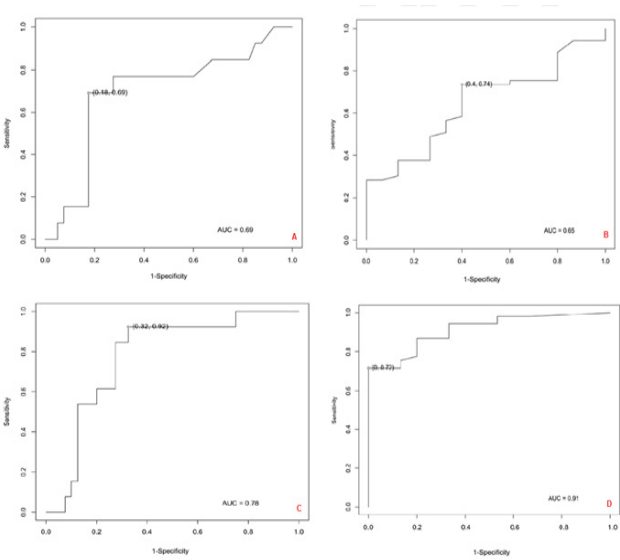 1.0
0.8
0.6
0.4
0.2
0.0
Sensitivity
(0.18, 0.69)
AUC = 0.69
A
0.0 0.2 0.4 0.6 0.8 1.0
1-Specificity
1.0
0.8
0.6
0.4
0.2
0.0
Sensitivity
(0.4, 0.74)
AUC = 0.65
B
0.0 0.2 0.4 0.6 0.8 1.0
1-Specificity
1.0
0.8
0.6
0.4
0.2
0.0
Sensitivity
(0.32, 0.92)
AUC = 0.78
C
0.0 0.2 0.4 0.6 0.8 1.0
1-Specificity
1.0
0.8
0.6
0.4
0.2
0.0
Sensitivity
(0, 0.72)
AUC = 0.91
D
0.0 0.2 0.4 0.6 0.8 1.0
1-Specificity